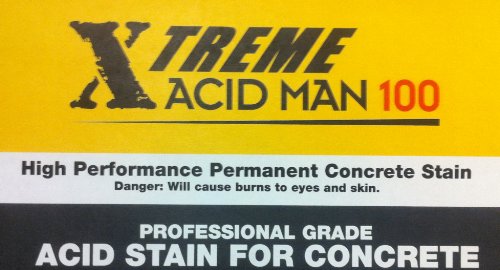 XTREME
ACID MAN 100
High Performance Permanent Concrete Stain
Danger: Will cause burns to eyes and skin.
PROFESSIONAL GRADE
ACID STAIN FOR CONCRETE